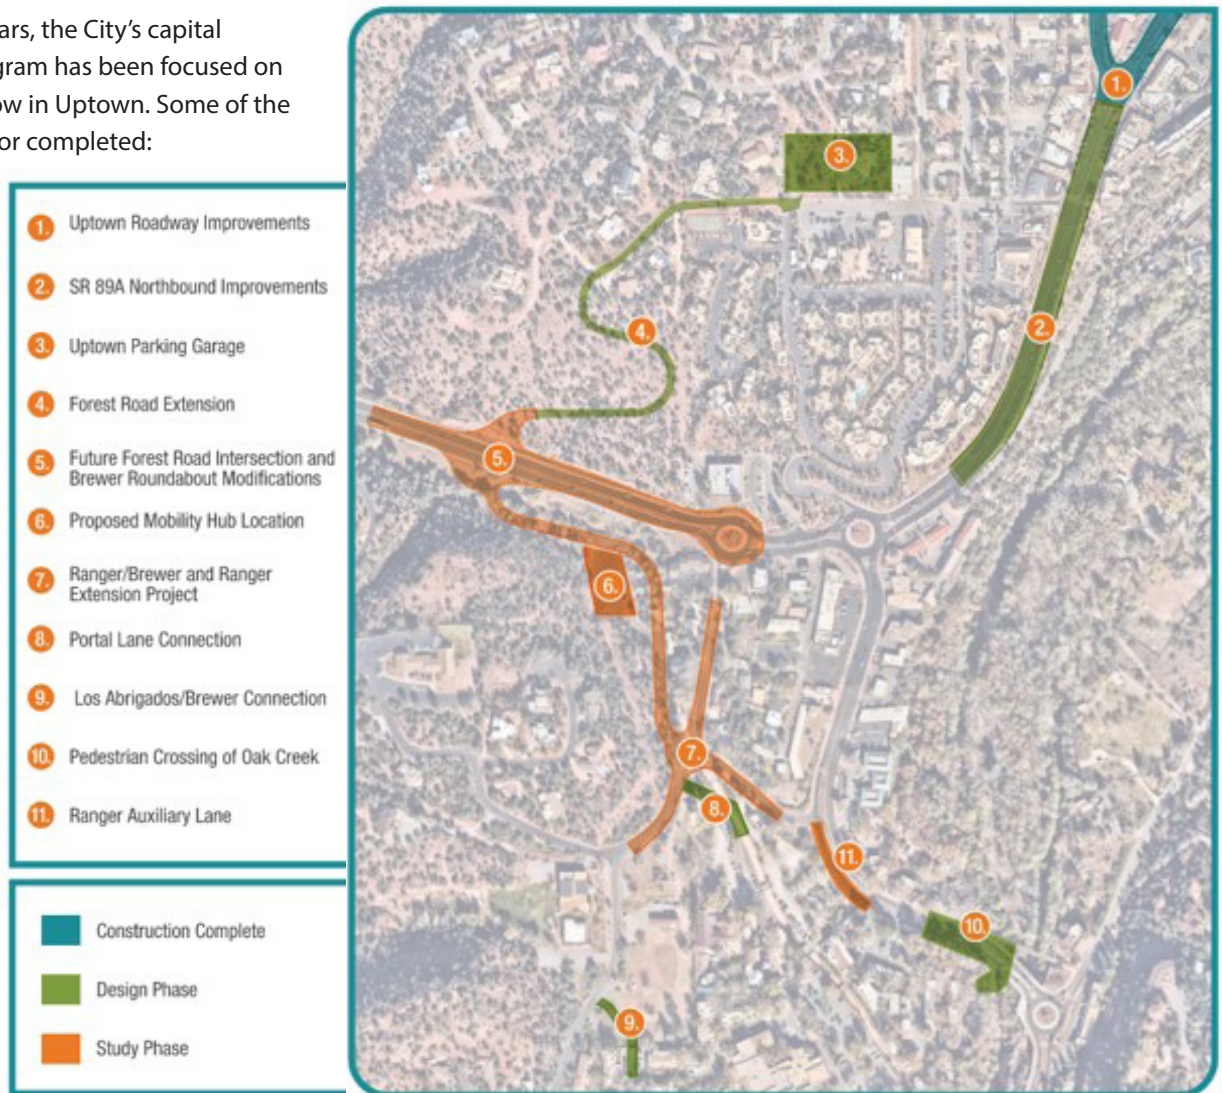 ars, the City’s capital
gram has been focused on
ow in Uptown. Some of the
or completed:
1. Uptown Roadway Improvements
2. SR 89A Northbound Improvements
3. Uptown Parking Garage
4. Forest Road Extension
5. Future Forest Road Intersection and
Brewer Roundabout Modifications
6. Proposed Mobility Hub Location
7. Ranger/Brewer and Ranger
Extension Project
8. Portal Lane Connection
9. Los Abrigados/Brewer Connection
10. Pedestrian Crossing of Oak Creek
11. Ranger Auxiliary Lane
Construction Complete
Design Phase
Study Phase
1.
3.
2.
4.
5.
6.
7.
8.
11.
10.
9.